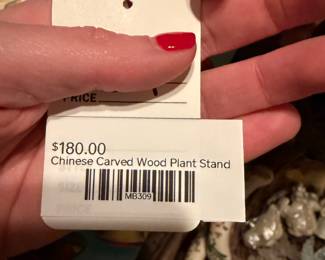 PRICE
$180.00
Chinese Carved Wood Plant Stand
MB309